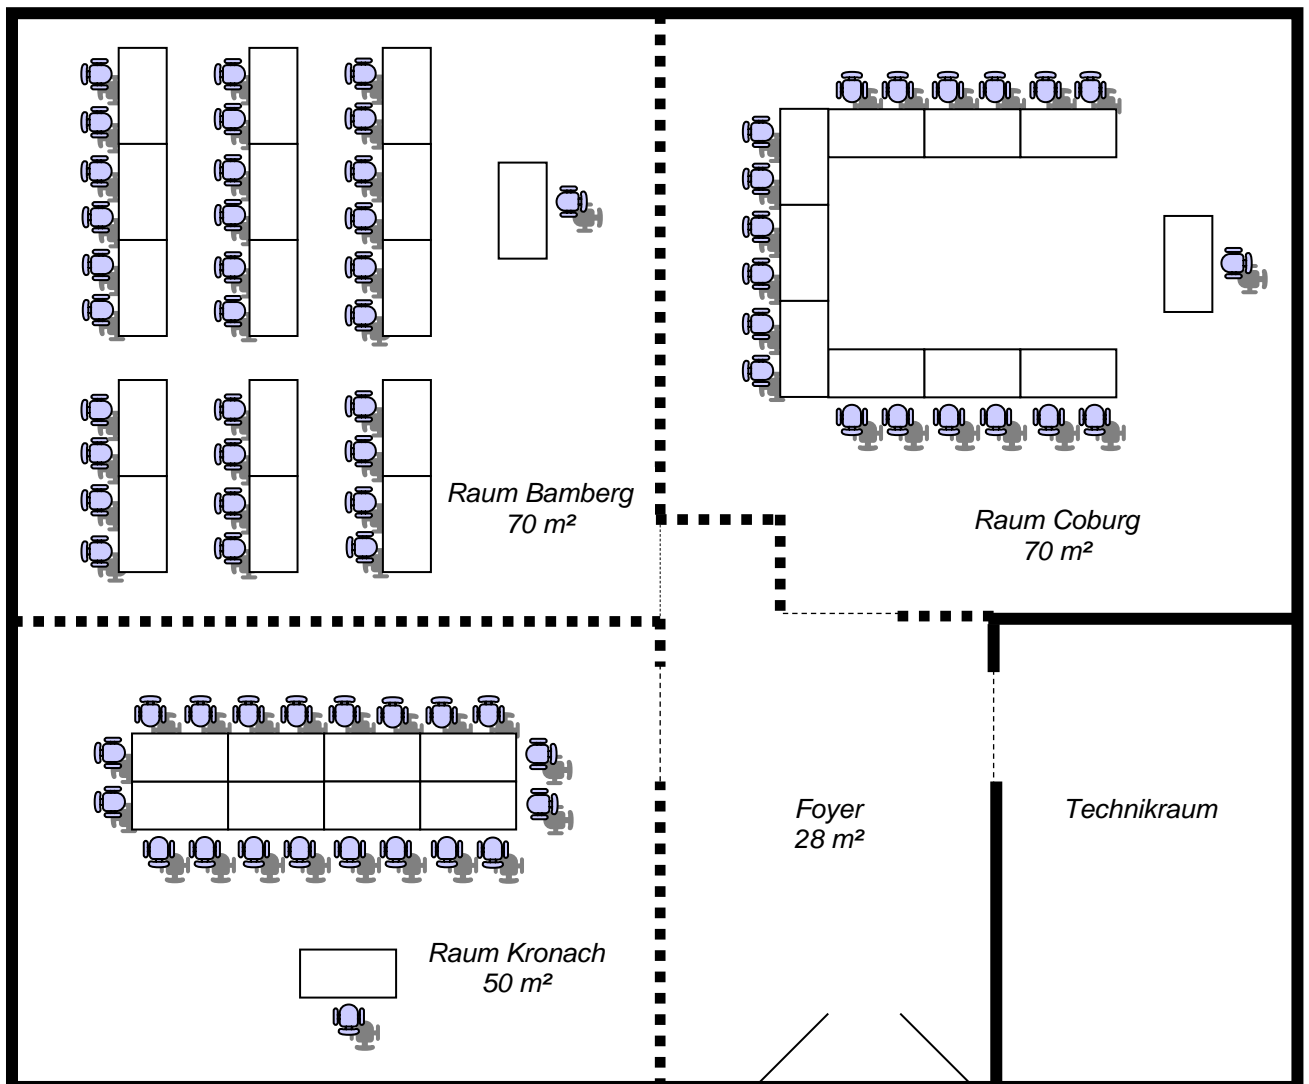 Raum Bamberg
70 m²
Raum Coburg
70 m²
Foyer
28 m²
Technikraum
Raum Kronach
50 m²